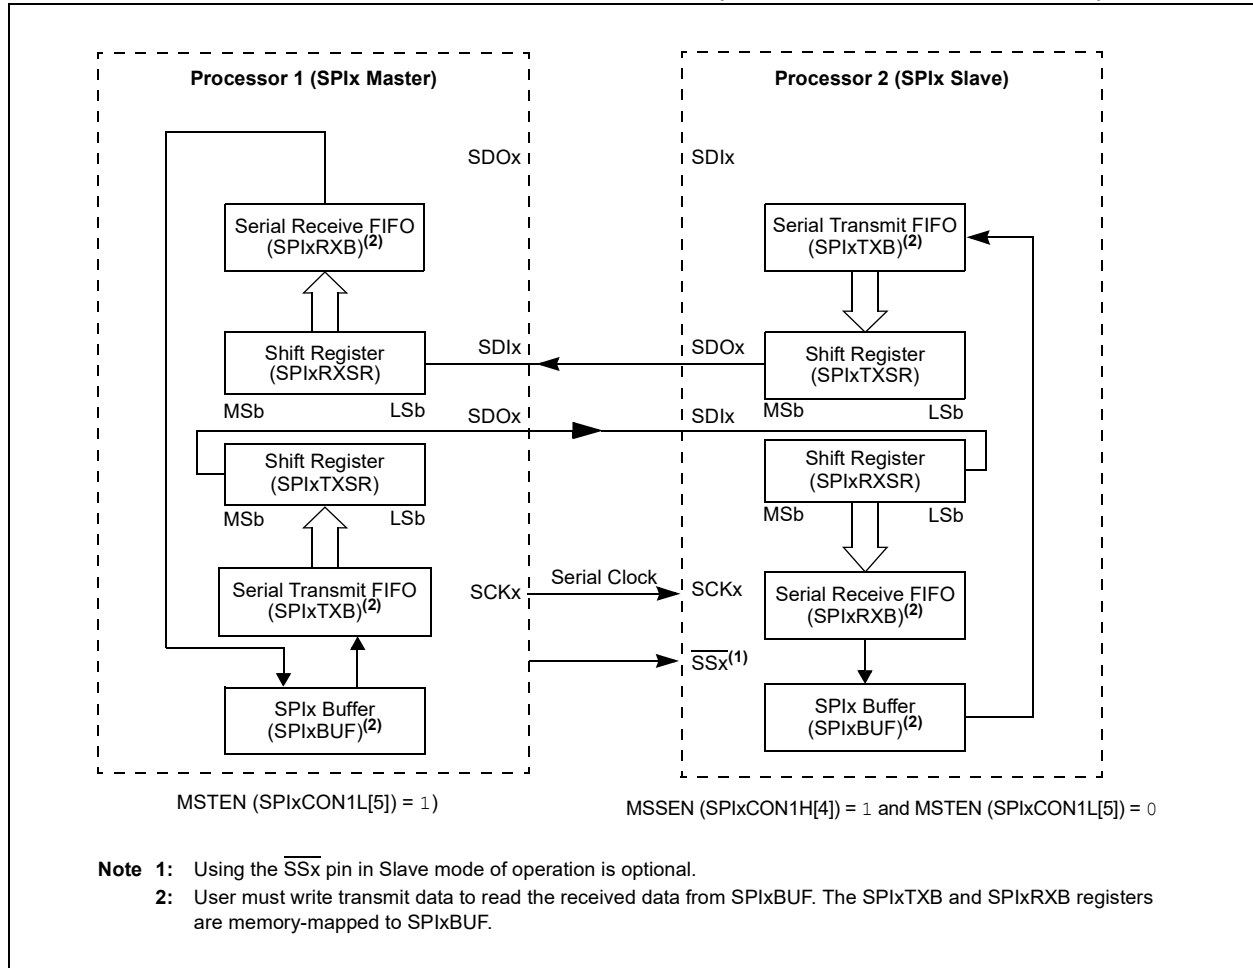 Processor 1 (SPIx Master)
SDOx
Serial Receive FIFO
(SPIxRXB)(2)
Shift Register
(SPIxRXSR)
SDIx
MSb LSb
SDOx
Shift Register
(SPIxTXSR)
MSb LSb
Serial Transmit FIFO
(SPIxTXB)(2)
SCKx
SPIx Buffer
(SPIxBUF)(2)
MSTEN (SPIxCON1L[5]) = 1)
Serial Clock
Processor 2 (SPIx Slave)
SDIx
Serial Transmit FIFO
(SPIxTXB)(2)
SDOx
Shift Register
(SPIxTXSR)
MSb LSb
SDIx
Shift Register
(SPIxRXSR)
MSb LSb
SCKx
Serial Receive FIFO
(SPIxRXB)(2)
SSx(1)
SPIx Buffer
(SPIxBUF)(2)
MSSEN (SPIxCON1H[4]) = 1 and MSTEN (SPIxCON1L[5]) = 0
Note 1: Using the SSx pin in Slave mode of operation is optional.
2: User must write transmit data to read the received data from SPIxBUF. The SPIxTXB and SPIxRXB registers
are memory-mapped to SPIxBUF.